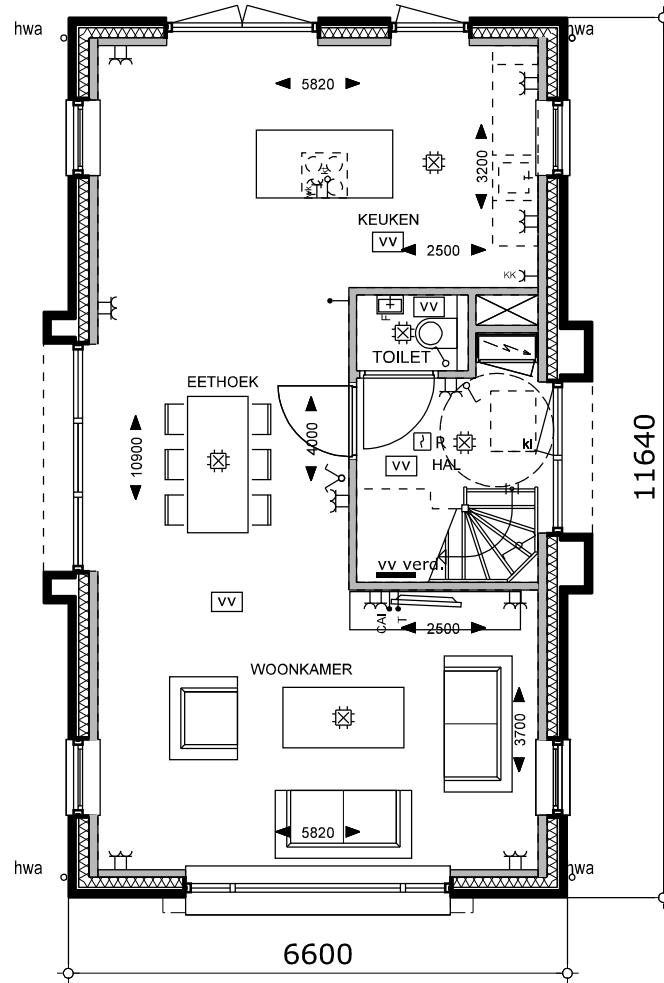 hwa
hwa
5820
3200
KEUKEN
VV
2500
KK
VV
F
TOILET
EETHOEK
10900
4000
R
HAL
VV
kl
11640
vv verd.
VV
CAI
T
2500
WOONKAMER
3700
5820
hwa
hwa
6600